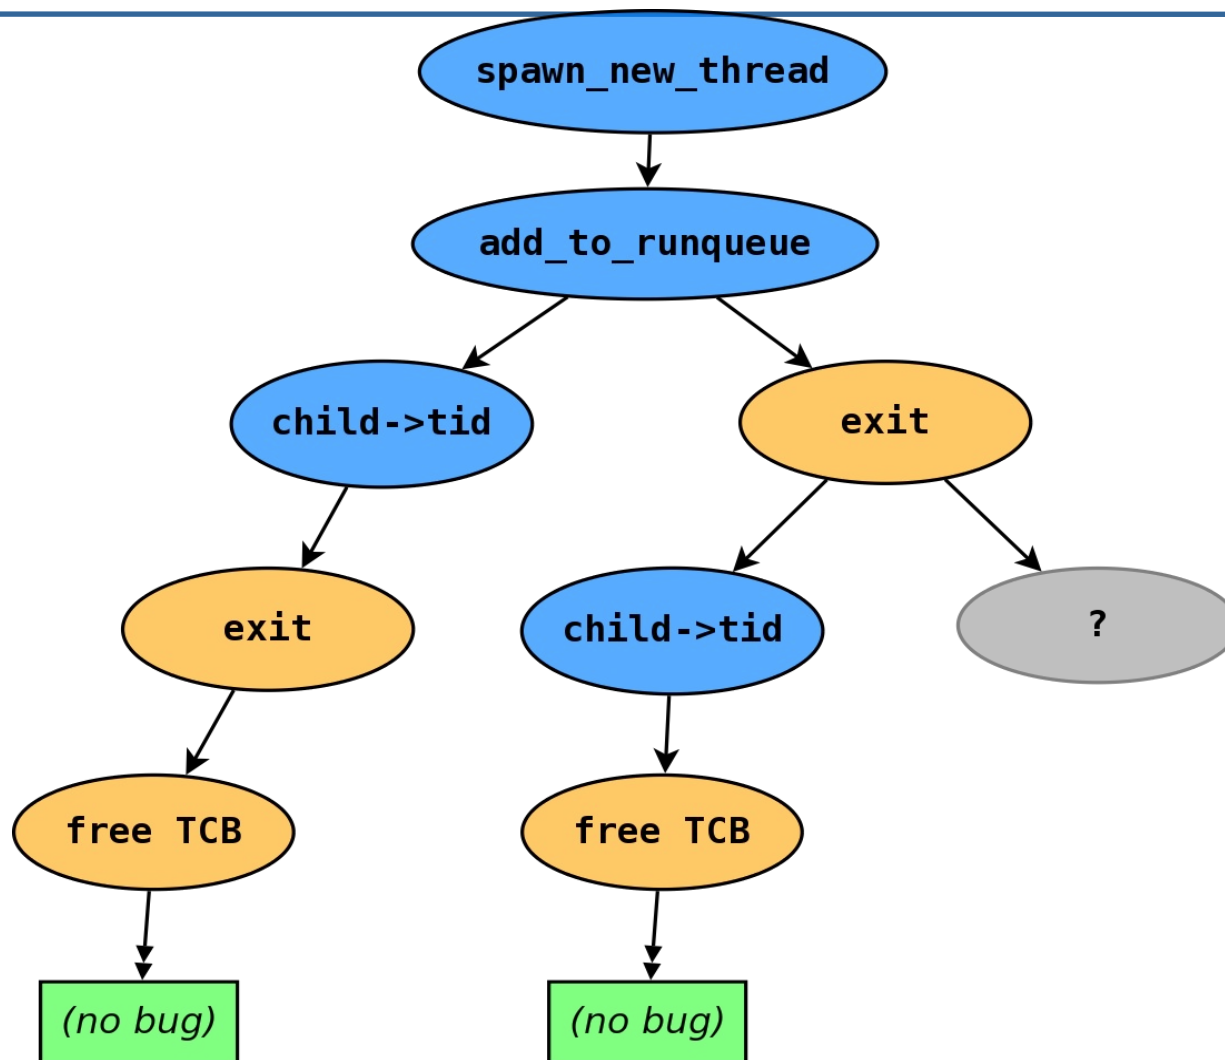 spawn_new_thread
add_to_runqueue
child->tid
exit
exit
child->tid
?
free TCB
free TCB
(no bug)
(no bug)